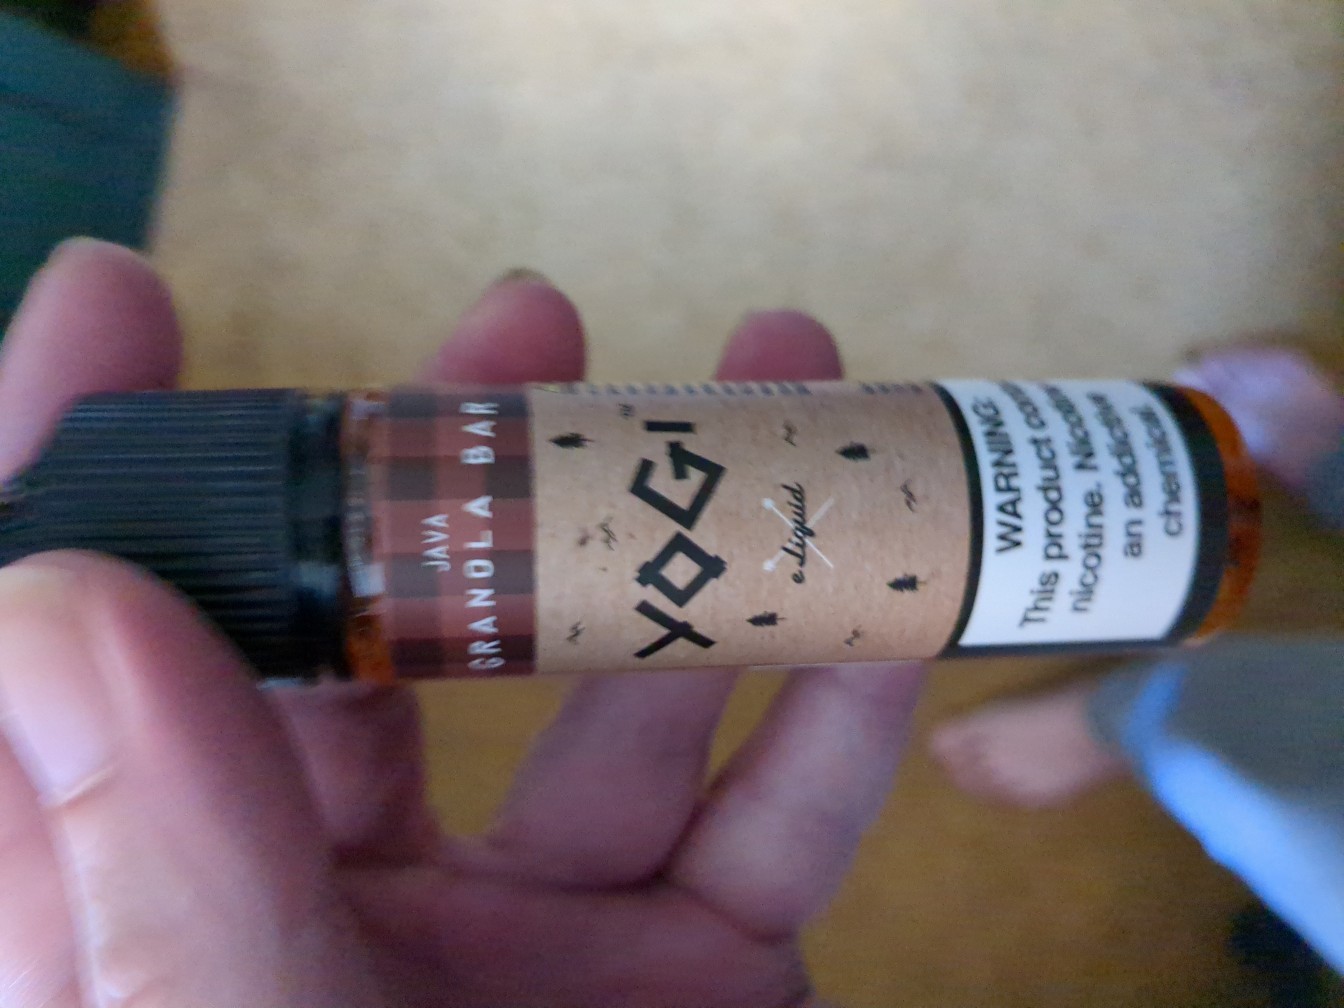 JAVA
GRANOLA BAR
YOGI
e-Liquid
WARNING:
This product
nicotine.
an addictive
chemical.